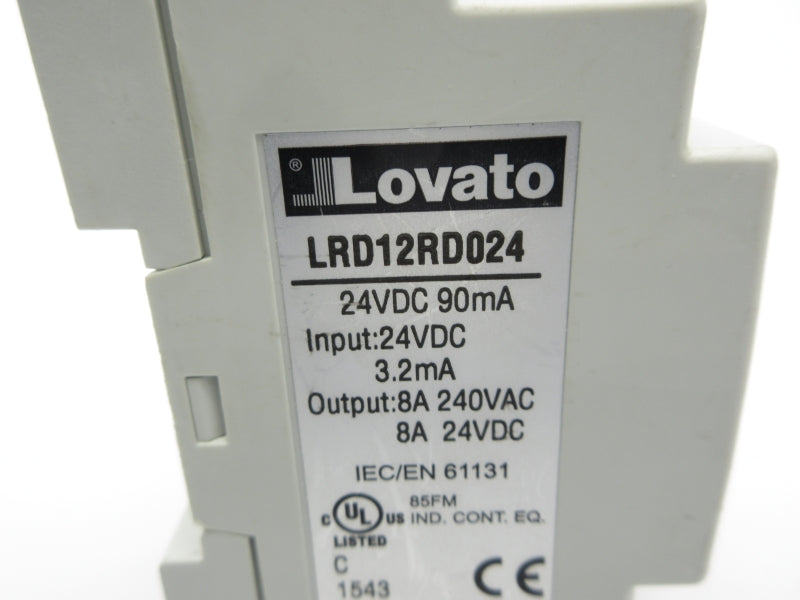 ® Lovato
LRD12RD024
24VDC 90mA
Input:24VDC
3.2mA
Output:8A 240VAC
8A 24VDC
IEC/EN 61131
C UL US 85FM
IND. CONT. EQ.
LISTED
C
1543 CE